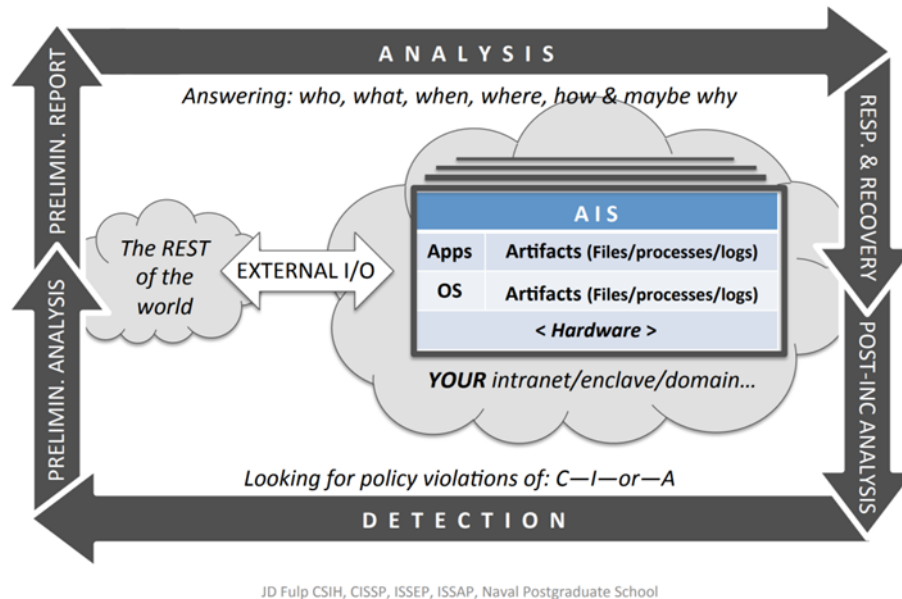 ANALYSIS
Answering: who, what, when, where, how & maybe why
PRELIMIN. REPORT
PRELIMIN. ANALYSIS
The REST
of the
world
EXTERNAL I/O
AIS
Apps Artifacts (Files/processes/logs)
OS Artifacts (Files/processes/logs)
< Hardware >
YOUR intranet/enclave/domain...
RESP. & RECOVERY
POST-INC ANALYSIS
Looking for policy violations of: C—I—or—A
DETECTION
JD Fulp CSIH, CISSP, ISSEP, ISSAP, Naval Postgraduate School